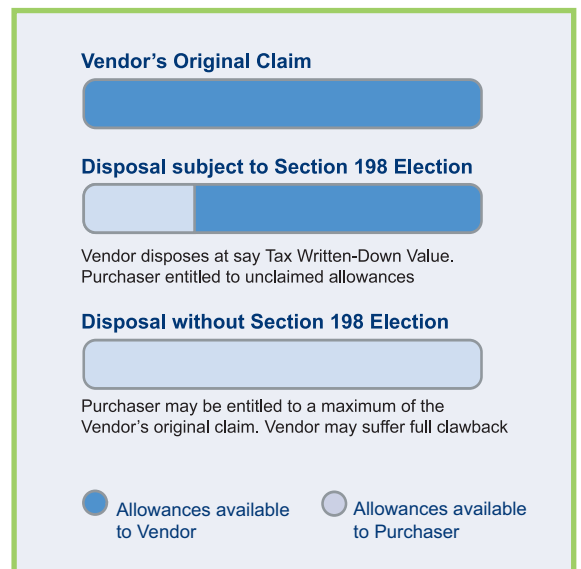 Vendor's Original Claim
Disposal subject to Section 198 Election
Vendor disposes at say Tax Written-Down Value.
Purchaser entitled to unclaimed allowances
Disposal without Section 198 Election
Purchaser may be entitled to a maximum of the
Vendor's original claim. Vendor may suffer full clawback
Allowances available
to Vendor
Allowances available
to Purchaser